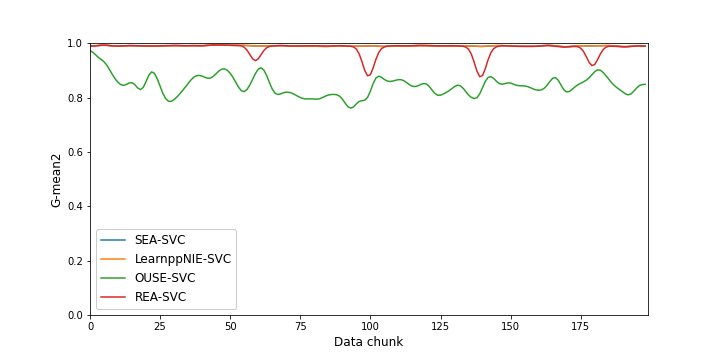 1.0
0.8
0.6
0.4
0.2
0.0
G-mean2
SEA-SVC
LearnppNIE-SVC
OUSE-SVC
REA-SVC
0 25 50 75 100 125 150 175
Data chunk